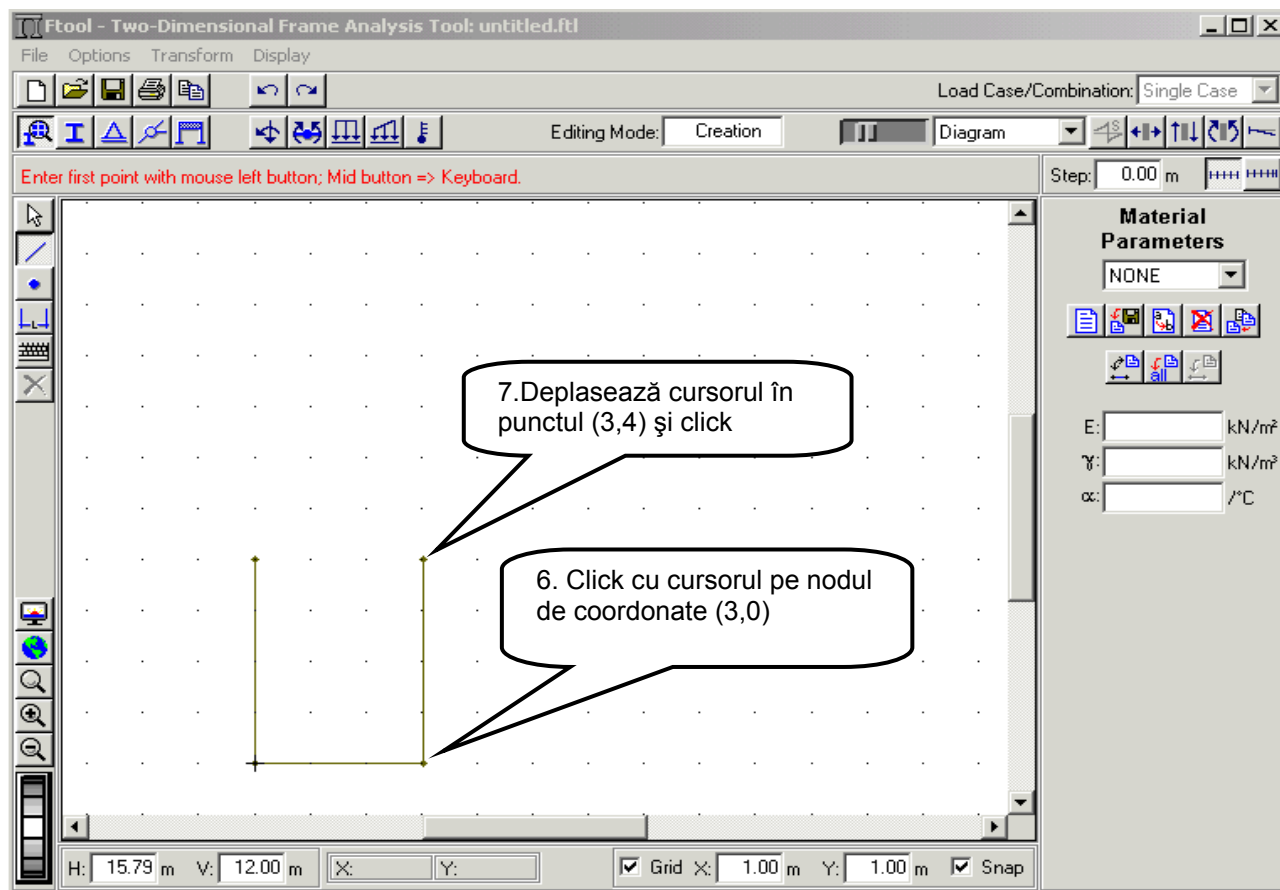 Ftool - Two-Dimensional Frame Analysis Tool: untitled.ftl
File Options Transform Display
Load Case/Combination: Single Case
Editing Mode: Creation
Diagram
Enter first point with mouse left button; Mid button => Keyboard.
Step: 0.00 m
Material
Parameters
NONE
all
7.Deplasează cursorul în
punctul (3,4) şi click
E: kN/m²
γ: kN/m³
α: /°C
6. Click cu cursorul pe nodul
de coordonate (3,0)
H: 15.79 m V: 12.00 m X: Y: Grid X: 1.00 m Y: 1.00 m Snap